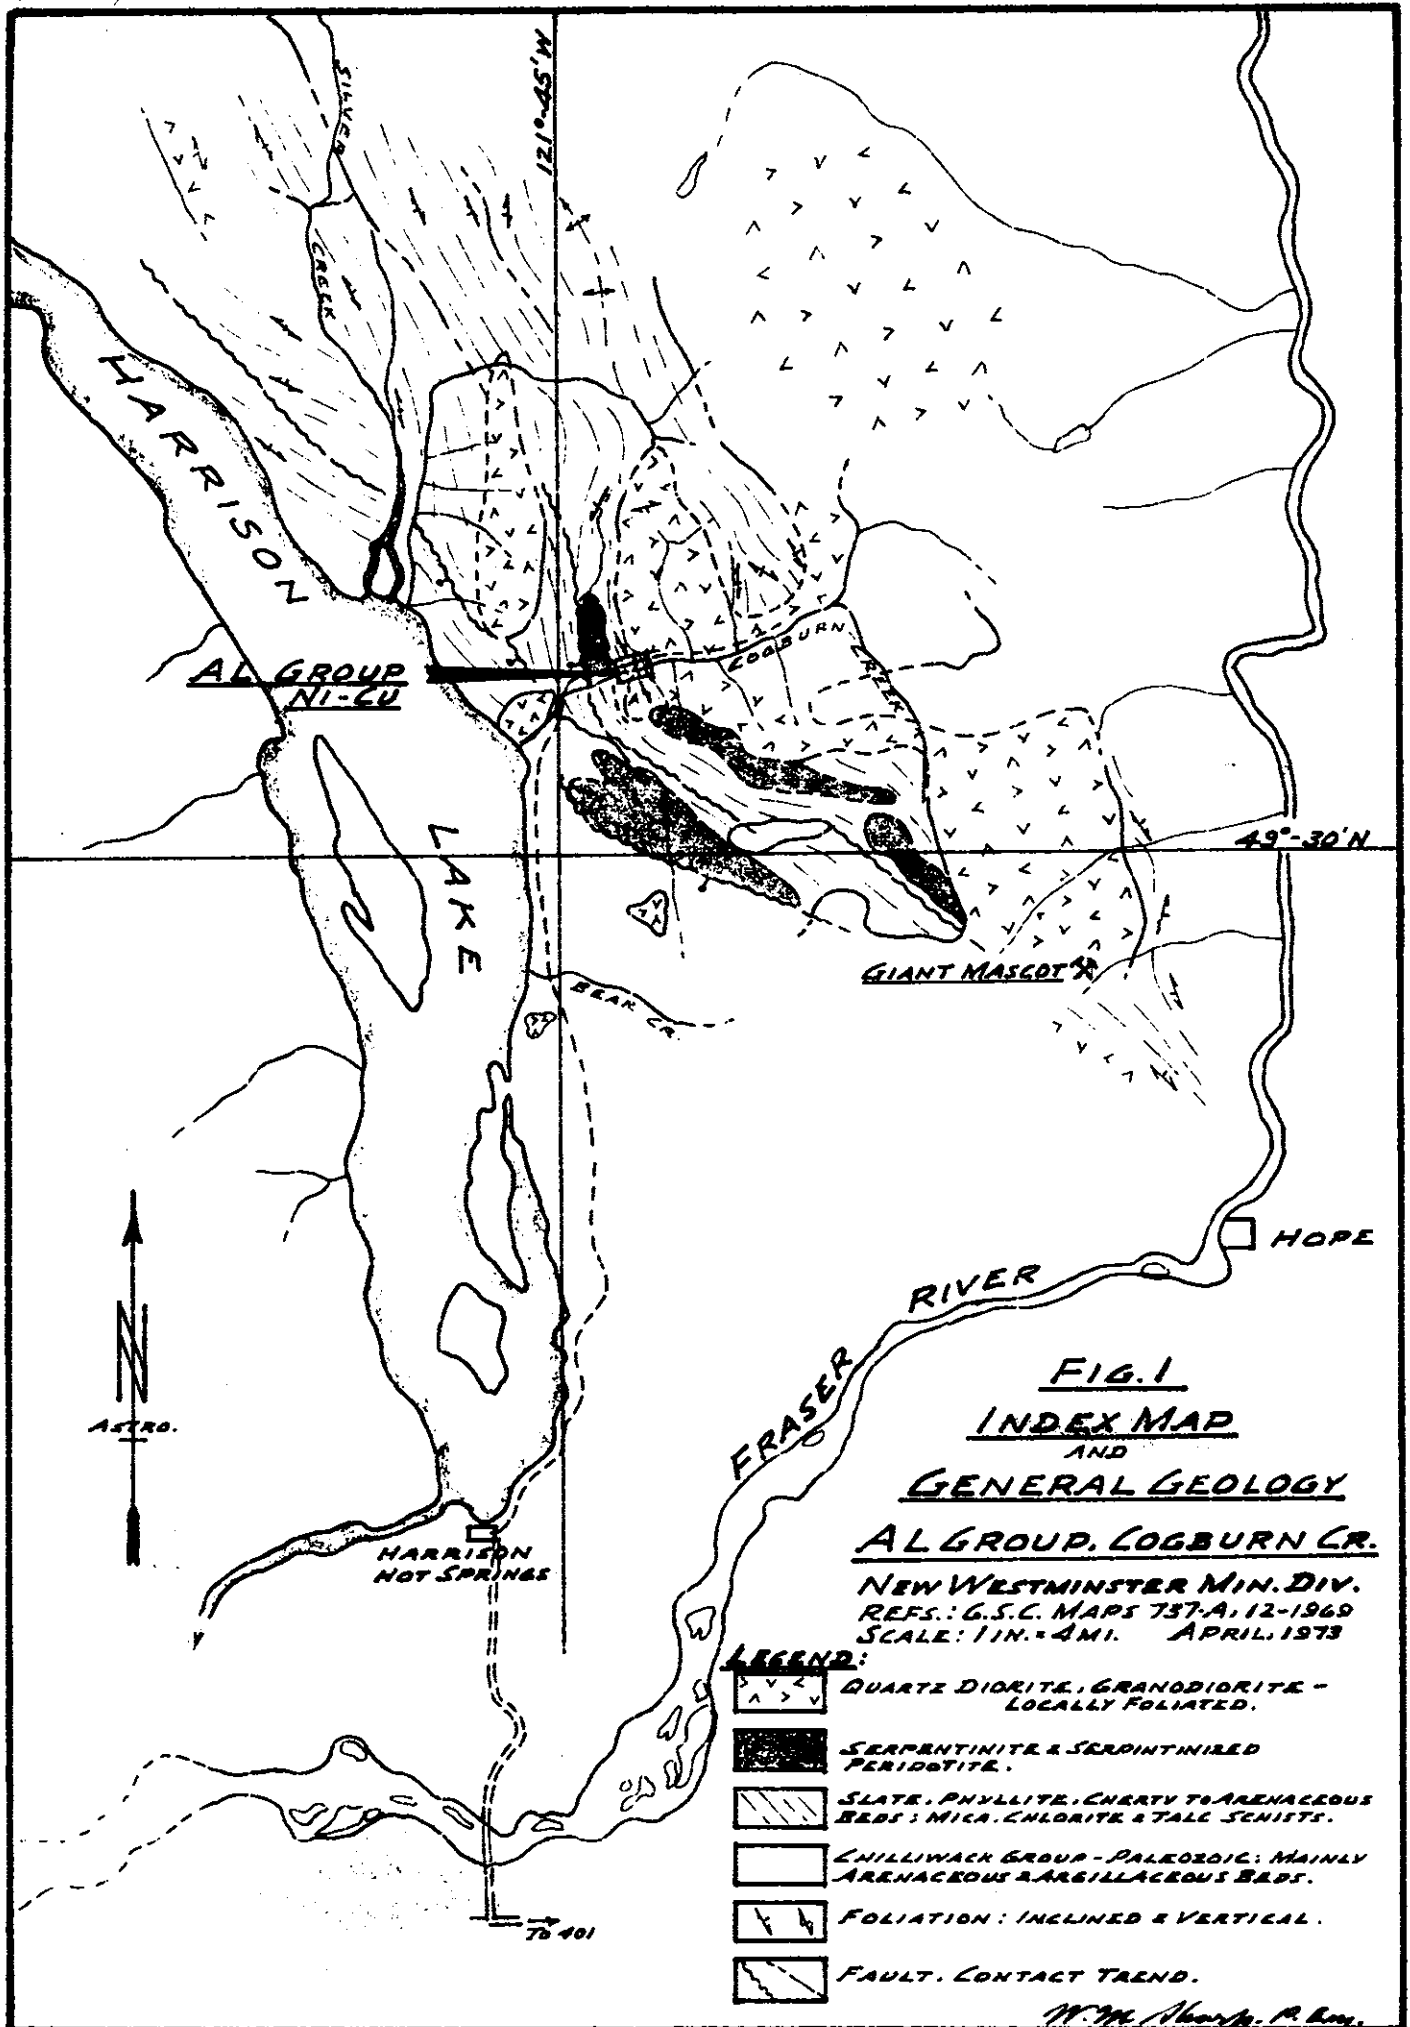 SILVER
CREEK
121°-45'W
HARRISON
LAKE
AL GROUP
NI-CU
COGBURN
CREEK
49°-30'N
GIANT MASCOT
BEAR CR.
HOPE
FRASER
RIVER
N
ASTRO.
HARRISON
HOT SPRINGS
TO 401
FIG. 1
INDEX MAP
AND
GENERAL GEOLOGY
AL GROUP. COGBURN CR.
NEW WESTMINSTER MIN. DIV.
REFS.: G.S.C. MAPS 737-A, 12-1969
SCALE: 1 IN. = 4 MI. APRIL, 1973
LEGEND:
QUARTZ DIORITE, GRANODIORITE -
LOCALLY FOLIATED.
SERPENTINITE & SERPINTINIZED
PERIDOTITE.
SLATE, PHYLLITE, CHERTY TO ARENACEOUS
BEDS; MICA, CHLORITE & TALC SCHISTS.
CHILLIWACK GROUP - PALEOZOIC: MAINLY
ARENACEOUS & ARGILLACEOUS BEDS.
FOLIATION: INCLINED & VERTICAL.
FAULT. CONTACT TREND.
W. M. Sharp. P. Eng.